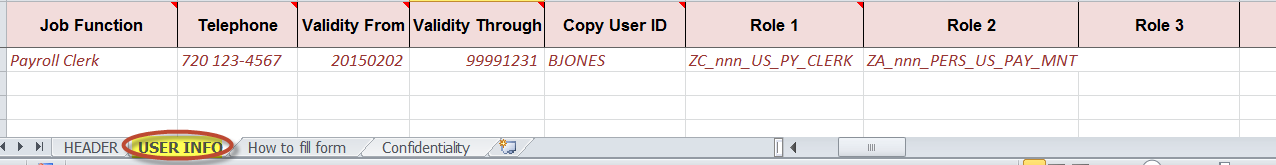 Job Function Telephone Validity From Validity Through Copy User ID Role 1 Role 2 Role 3
Payroll Clerk 720 123-4567 20150202 99991231 BJONES ZC_nnn_US_PY_CLERK ZA_nnn_PERS_US_PAY_MNT
HEADER USER INFO How to fill form Confidentiality